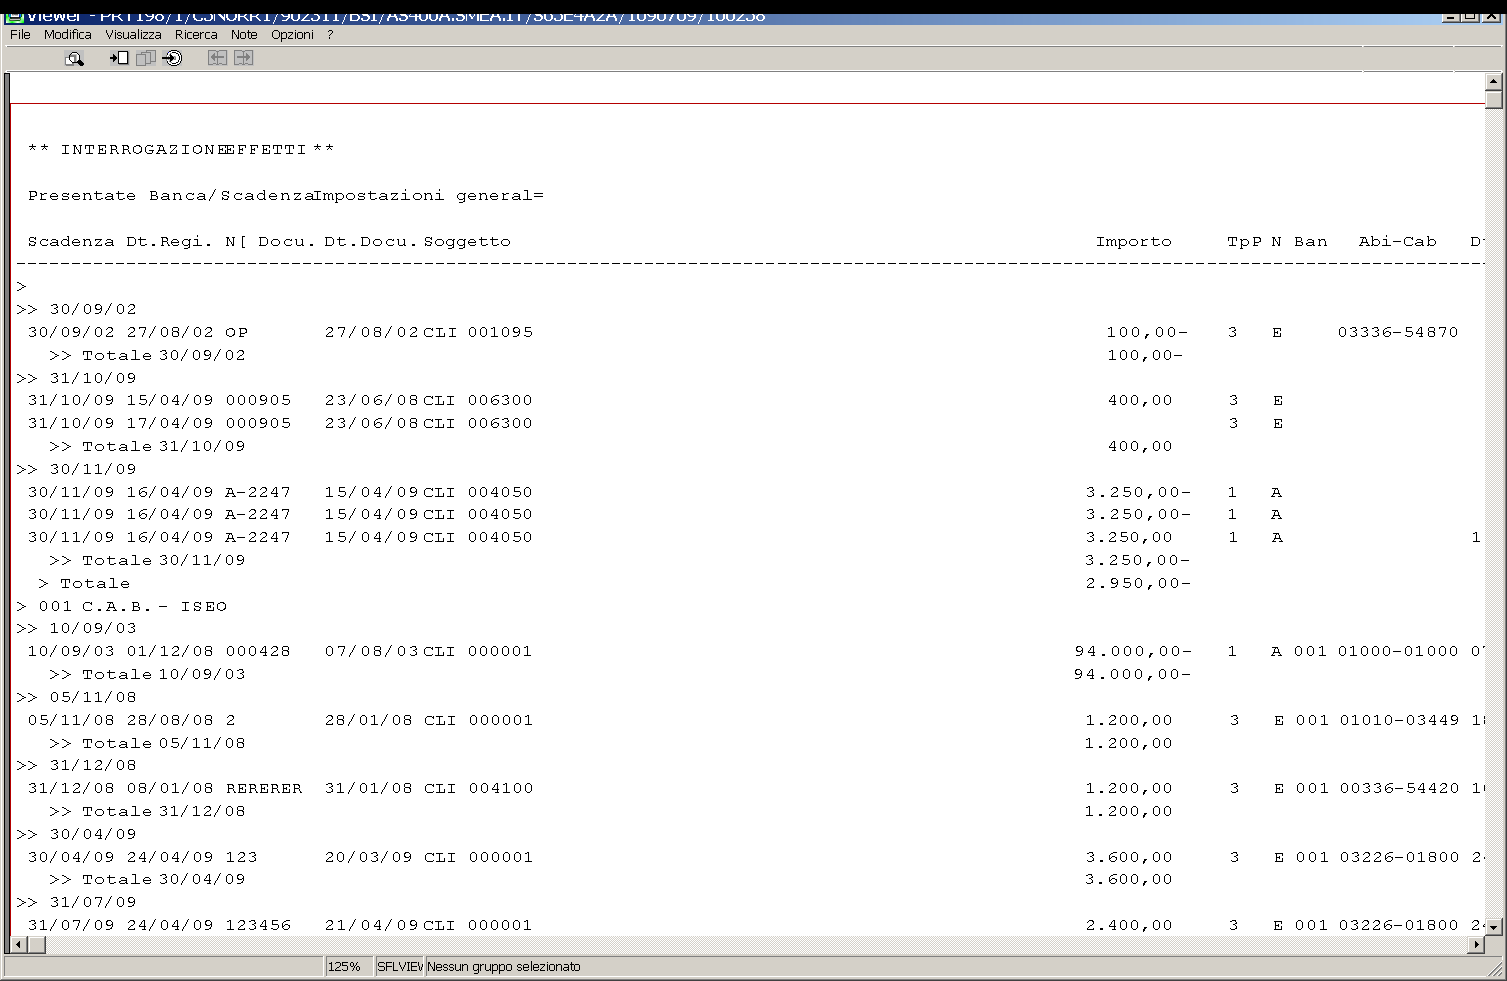 Viewer - PRT198/1/C5NORR1/902311/BSI/AS400A.SMEA.IT/S65E4A2A/1090709/100258
File Modifica Visualizza Ricerca Note Opzioni ?
** INTERROGAZIONE EFFETTI **
Presentate Banca/ScadenzaImpostazioni general=
Scadenza Dt.Regi. N[ Docu. Dt.Docu. Soggetto Importo TpP N Ban Abi-Cab
>
>> 30/09/02
30/09/02 27/08/02 OP 27/08/02 CLI 001095 100,00- 3 E 03336-54870
>> Totale 30/09/02 100,00-
>> 31/10/09
31/10/09 15/04/09 000905 23/06/08 CLI 006300 400,00 3 E
31/10/09 17/04/09 000905 23/06/08 CLI 006300 3 E
>> Totale 31/10/09 400,00
>> 30/11/09
30/11/09 16/04/09 A-2247 15/04/09 CLI 004050 3.250,00- 1 A
30/11/09 16/04/09 A-2247 15/04/09 CLI 004050 3.250,00- 1 A
30/11/09 16/04/09 A-2247 15/04/09 CLI 004050 3.250,00 1 A 1
>> Totale 30/11/09 3.250,00-
> Totale 2.950,00-
> 001 C.A.B.- ISEO
>> 10/09/03
10/09/03 01/12/08 000428 07/08/03 CLI 000001 94.000,00- 1 A 001 01000-01000 0
>> Totale 10/09/03 94.000,00-
>> 05/11/08
05/11/08 28/08/08 2 28/01/08 CLI 000001 1.200,00 3 E 001 01010-03449 1
>> Totale 05/11/08 1.200,00
>> 31/12/08
31/12/08 08/01/08 RERERER 31/01/08 CLI 004100 1.200,00 3 E 001 00336-54420 1
>> Totale 31/12/08 1.200,00
>> 30/04/09
30/04/09 24/04/09 123 20/03/09 CLI 000001 3.600,00 3 E 001 03226-01800 2
>> Totale 30/04/09 3.600,00
>> 31/07/09
31/07/09 24/04/09 123456 21/04/09 CLI 000001 2.400,00 3 E 001 03226-01800 2
125% SFLVIEW Nessun gruppo selezionato